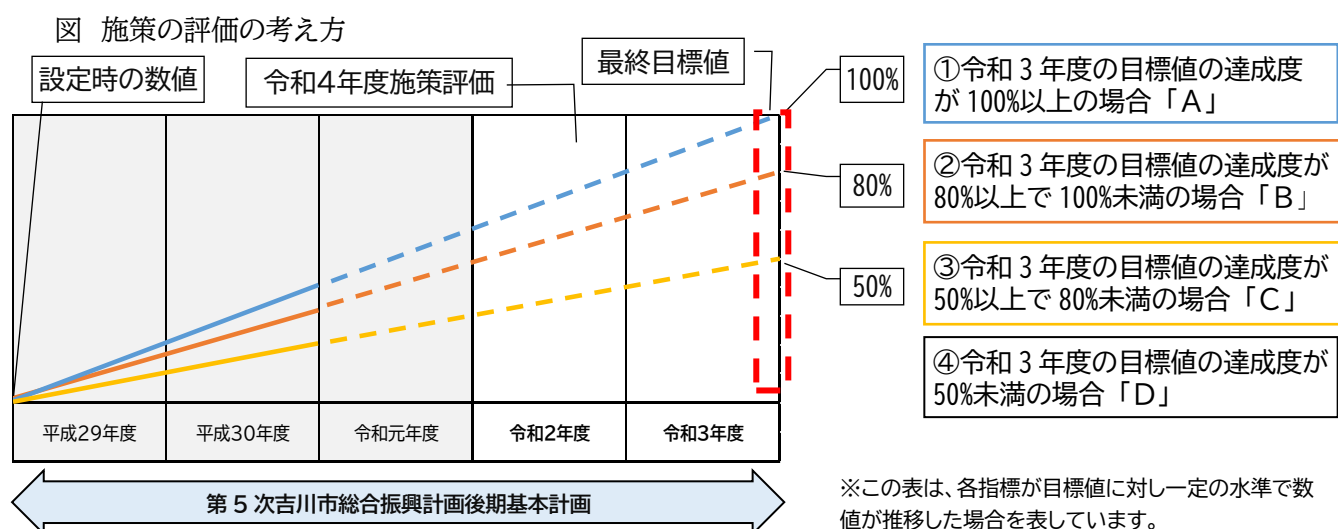 図 施策の評価の考え方
設定時の数値
令和4年度施策評価
最終目標値
100%
80%
50%
①令和 3 年度の目標値の達成度
が 100%以上の場合「A」
②令和 3 年度の目標値の達成度が
80%以上で 100%未満の場合「B」
③令和 3 年度の目標値の達成度が
50%以上で 80%未満の場合「C」
④令和 3 年度の目標値の達成度が
50%未満の場合「D」
平成29年度
平成30年度
令和元年度
令和2年度
令和3年度
第 5 次吉川市総合振興計画後期基本計画
※この表は、各指標が目標値に対し一定の水準で数
値が推移した場合を表しています。